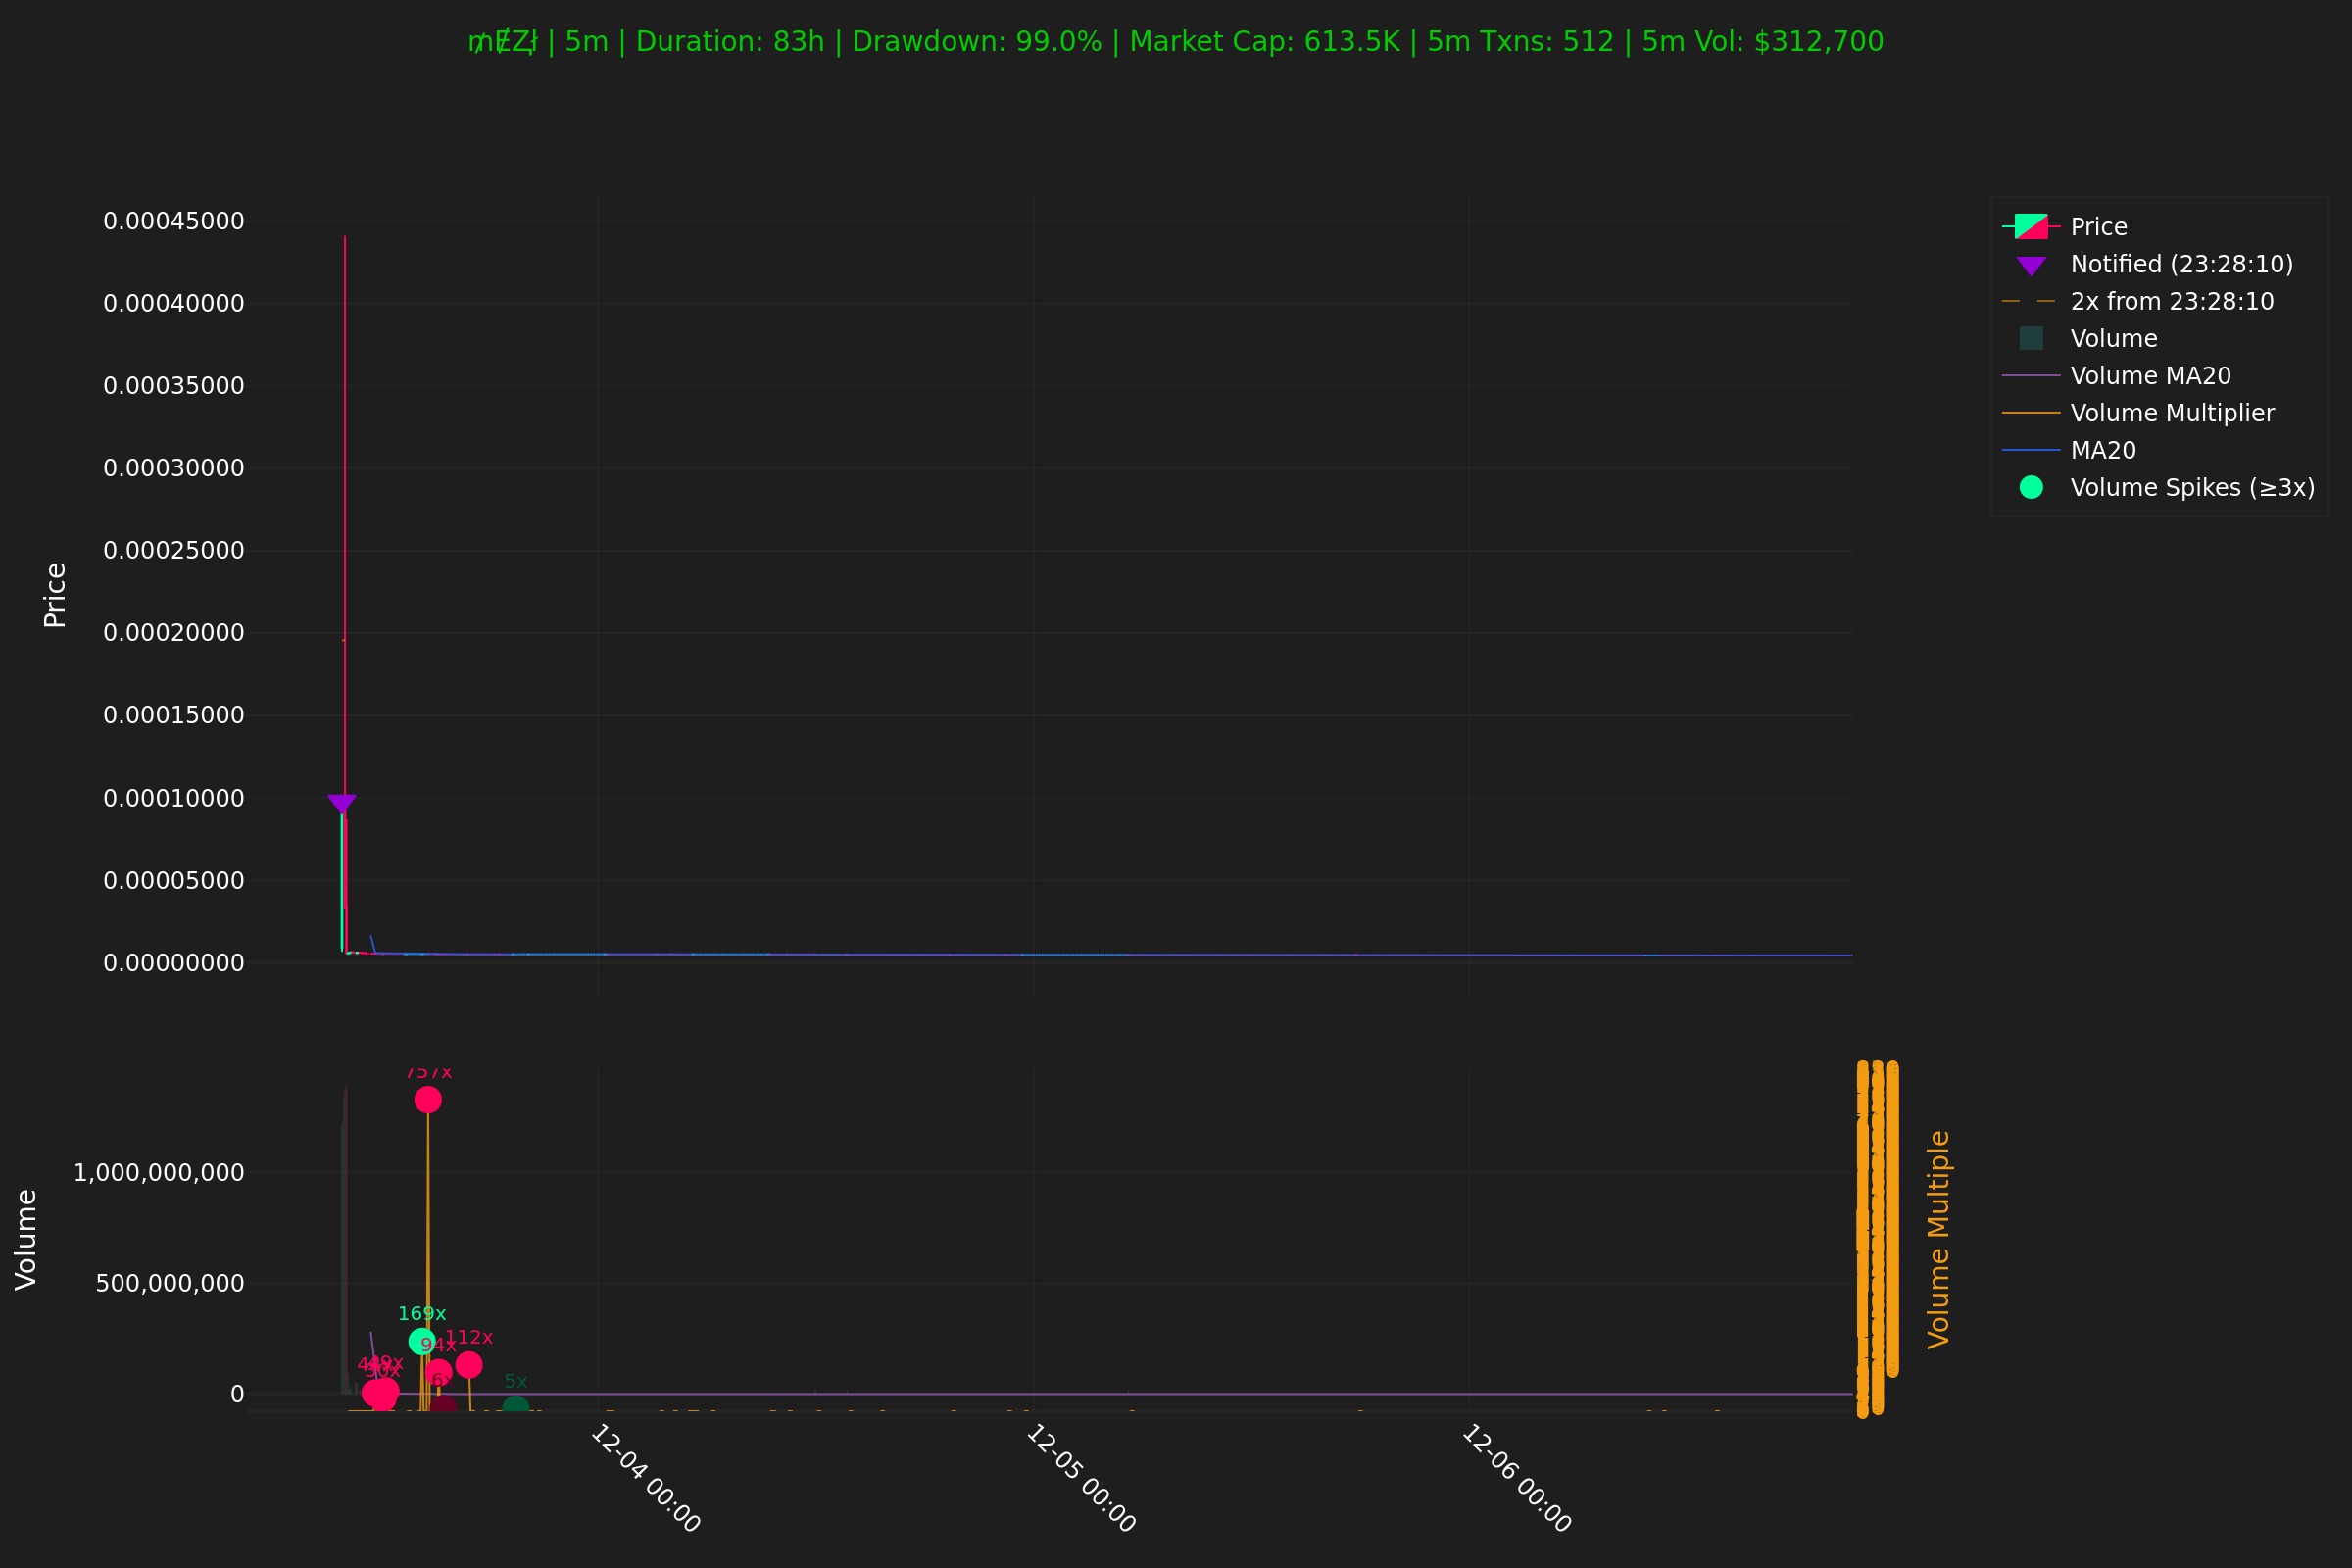 m̸ɆZł | 5m | Duration: 83h | Drawdown: 99.0% | Market Cap: 613.5K | 5m Txns: 512 | 5m Vol: $312,700
Price
0.00045000
0.00040000
0.00035000
0.00030000
0.00025000
0.00020000
0.00015000
0.00010000
0.00005000
0.00000000
Price
Notified (23:28:10)
2x from 23:28:10
Volume
Volume MA20
Volume Multiplier
MA20
Volume Spikes (≥3x)
Volume
1,000,000,000
500,000,000
0
757x
169x
94x
112x
5x
Volume Multiple
12-04 00:00
12-05 00:00
12-06 00:00